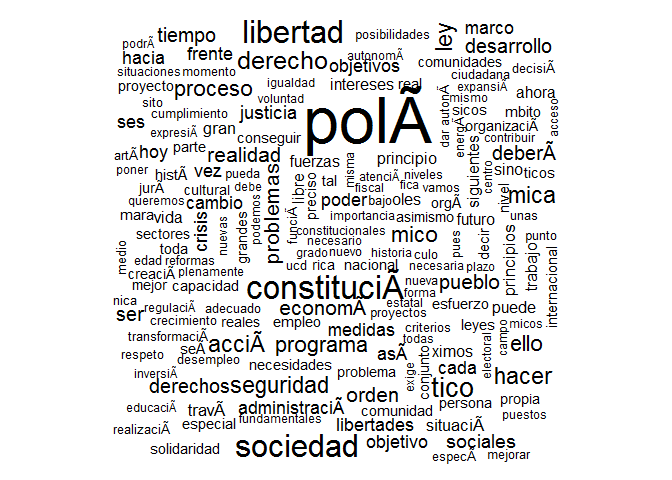 podrÃ tiempo libertad posibilidades ley marco
hacia frente derecho autonomÃ objetivos comunidades desarrollo
situaciones momento igualdad intereses real ciudadana decisiÃ
proyecto proceso voluntad polÃ dar autonÃ energÃ mismo expansiÃ ahora
sito cumplimiento justicia sicos mbito acceso
ses expresiÃ gran conseguir organizaciÃ contribuir
artÃ hoy parte realidad problemas fuerzas misma principio siguientes deberÃ
poner histÃ vez pueda libre preciso tal atenciÃ niveles centro sino ticos
jurÃ cultural debe fiscal fica vamos nivel mica
queremos cambio podemos funciÃ poder bajo oles orgÃ
mara vida crisis nuevas grandes importancia asimismo futuro unas
sectores constitucionales mico pues decir principios trabajo punto internacional
medio toda necesario
edad reformas grado nuevo historia culo
creaciÃ plenamente ucd rica nacional necesaria plazo
mejor capacidad constituciÃ nueva pueblo
nica forma
regulaciÃ adecuado economÃ estatal esfuerzo puede
ser crecimiento reales empleo proyectos criterios leyes campo micos
transformaciÃ acciÃ programa medidas todas electoral ello
respeto seÃ desempleo asÃ ximos
inversiÃ necesidades problema exige conjunto cada hacer
derechos seguridad orden tico persona propia
educaciÃ travÃ administraciÃ comunidad puestos
realizaciÃ especial fundamentales libertades situaciÃ
solidaridad sociedad objetivo sociales
especÃ mejorar